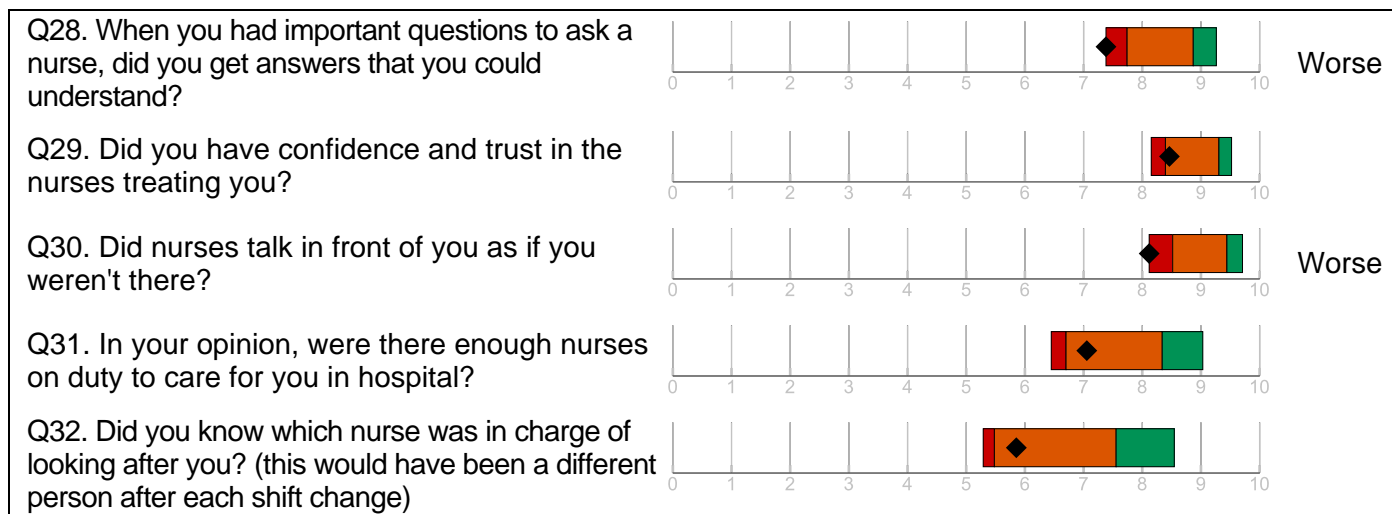 Q28. When you had important questions to ask a
nurse, did you get answers that you could
understand?
0 1 2 3 4 5 6 7 8 9 10
Worse
Q29. Did you have confidence and trust in the
nurses treating you?
0 1 2 3 4 5 6 7 8 9 10
Q30. Did nurses talk in front of you as if you
weren't there?
0 1 2 3 4 5 6 7 8 9 10
Worse
Q31. In your opinion, were there enough nurses
on duty to care for you in hospital?
0 1 2 3 4 5 6 7 8 9 10
Q32. Did you know which nurse was in charge of
looking after you? (this would have been a different
person after each shift change)
0 1 2 3 4 5 6 7 8 9 10